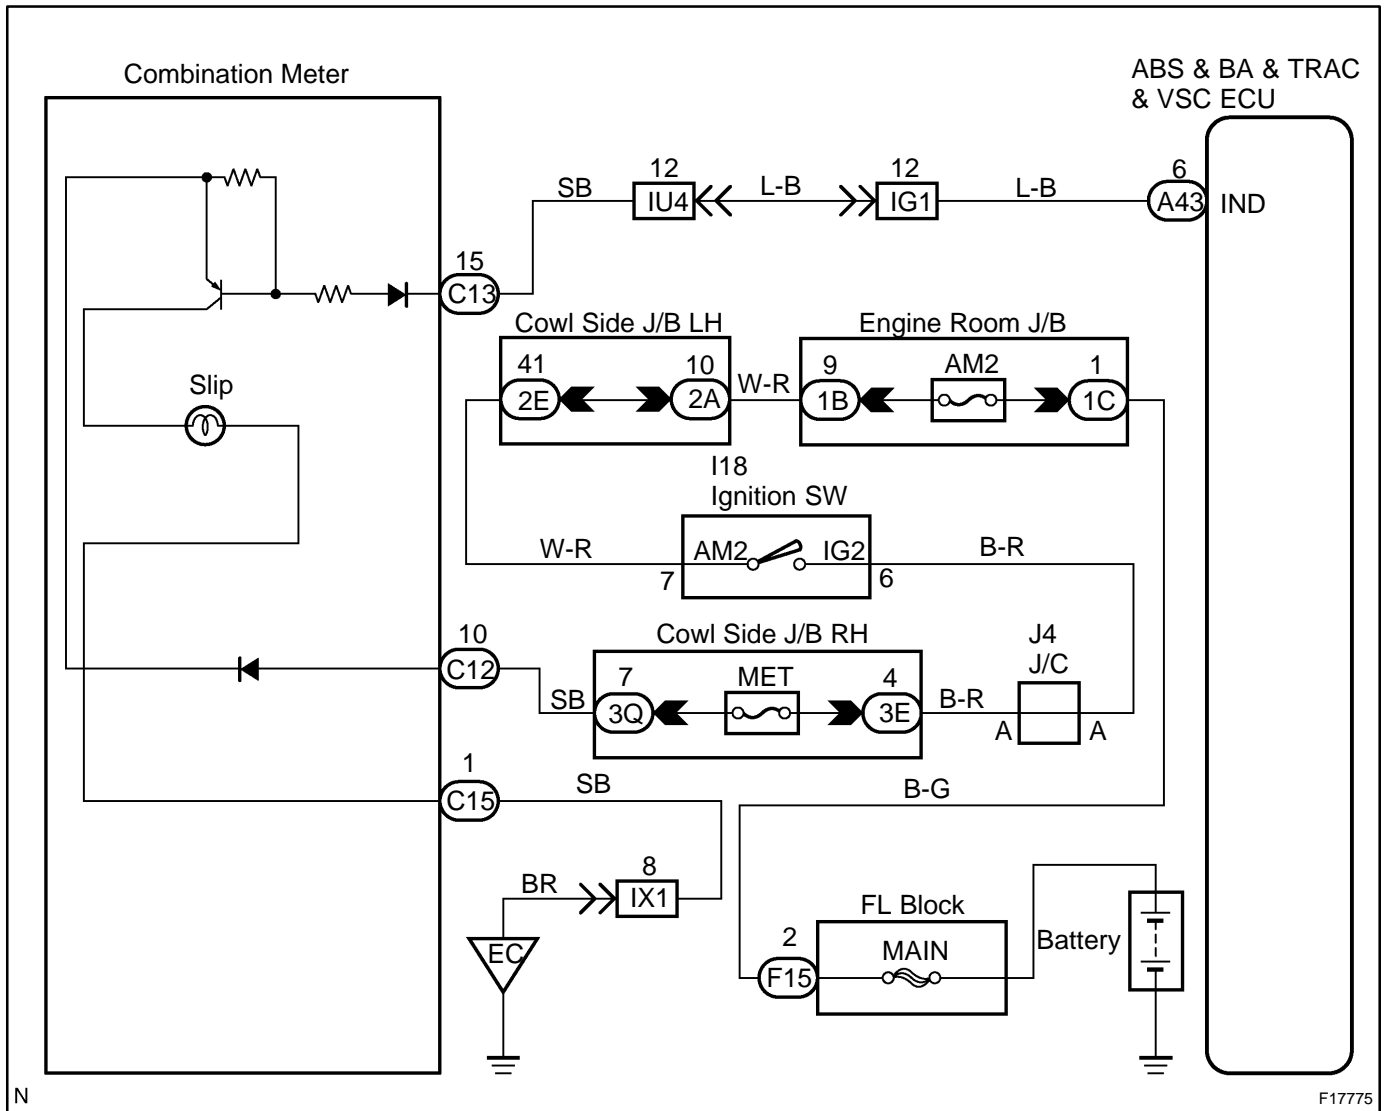 Combination Meter
ABS & BA & TRAC
& VSC ECU
12
12
6
SB
IU4
L-B
IG1
L-B
A43
IND
15
C13
Cowl Side J/B LH
Engine Room J/B
41
10
9
AM2
1
2E
2A
W-R
1B
1C
Slip
I18
Ignition SW
W-R
AM2
IG2
B-R
7
6
10
Cowl Side J/B RH
J4
J/C
C12
7
MET
4
SB
3Q
3E
B-R
A
A
1
SB
B-G
C15
8
BR
IX1
FL Block
EC
2
MAIN
Battery
F15
N
F17775